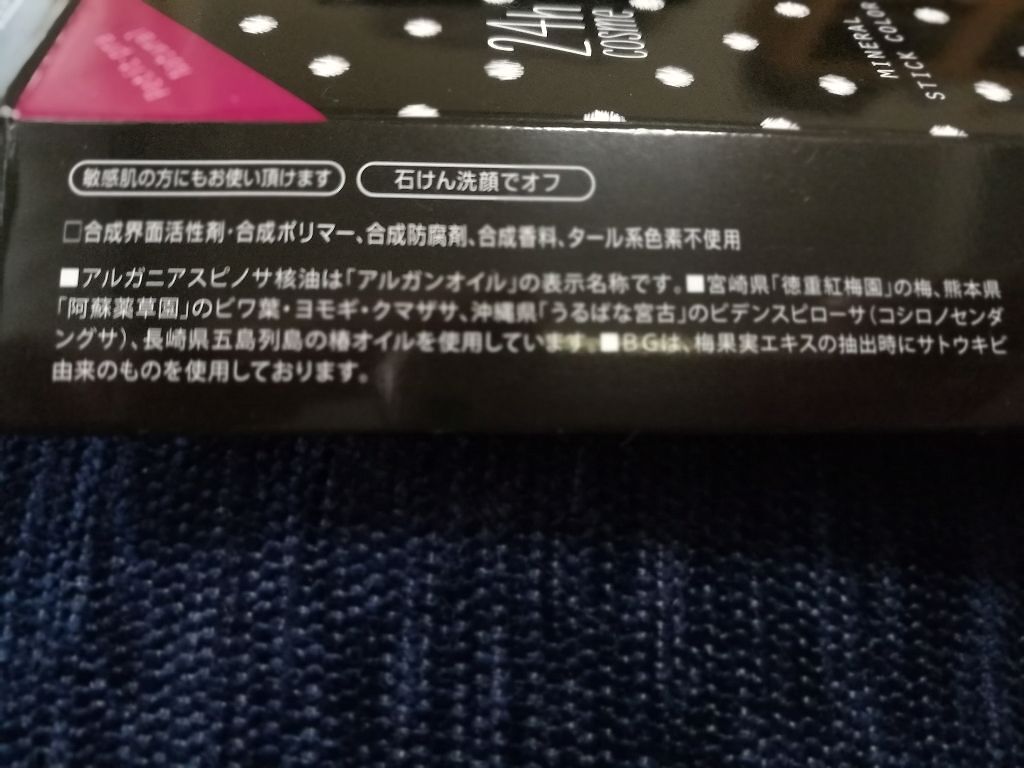 24h
cosme
MINERAL
STICK COLOR
敏感肌の方にもお使い頂けます
石けん洗顔でオフ
□合成界面活性剤・合成ポリマー、合成防腐剤、合成香料、タール系色素不使用
■アルガニアスピノサ核油は「アルガンオイル」の表示名称です。■宮崎県「徳重紅梅園」の梅、熊本県
「阿蘇薬草園」のビワ葉・ヨモギ・クマザサ、沖縄県「うるばな宮古」のビデンスピローサ(コシロノセンダ
ングサ)、長崎県五島列島の椿オイルを使用しています。■BGは、梅果実エキスの抽出時にサトウキビ
由来のものを使用しております。